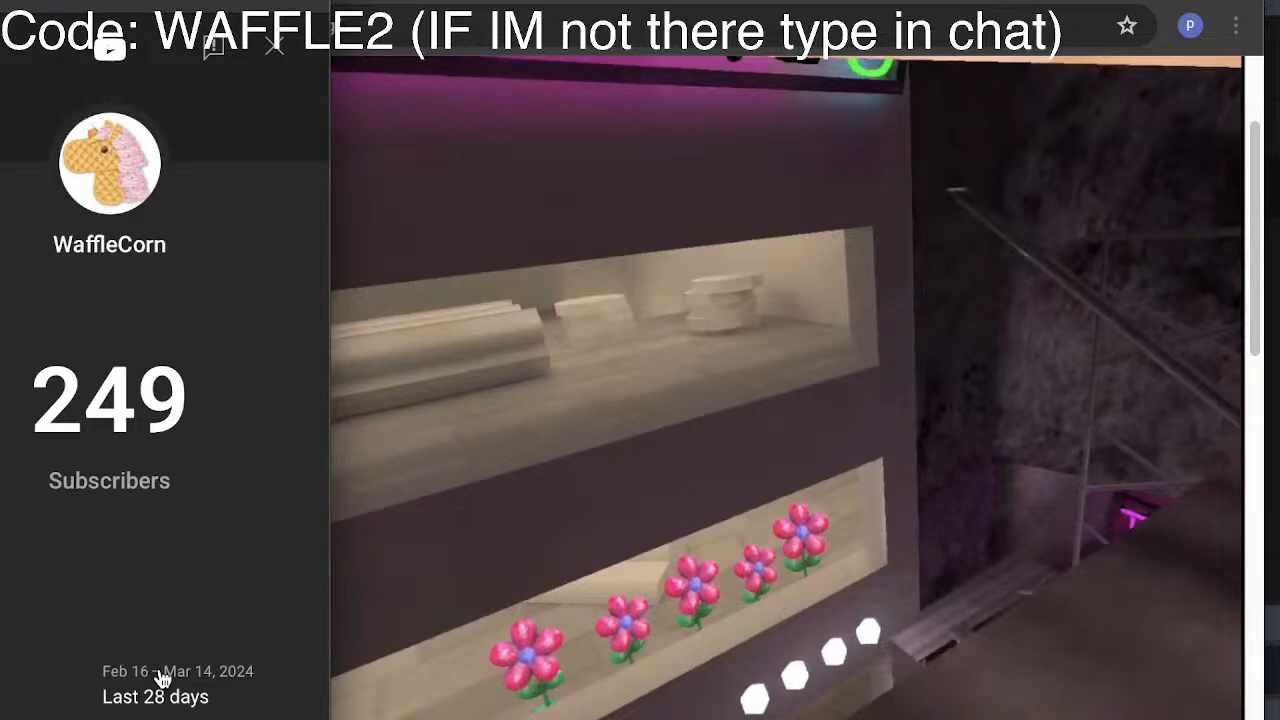 Code: WAFFLE2 (IF IM not there type in chat)
P
WaffleCorn
249
Subscribers
Feb 16 – Mar 14, 2024
Last 28 days